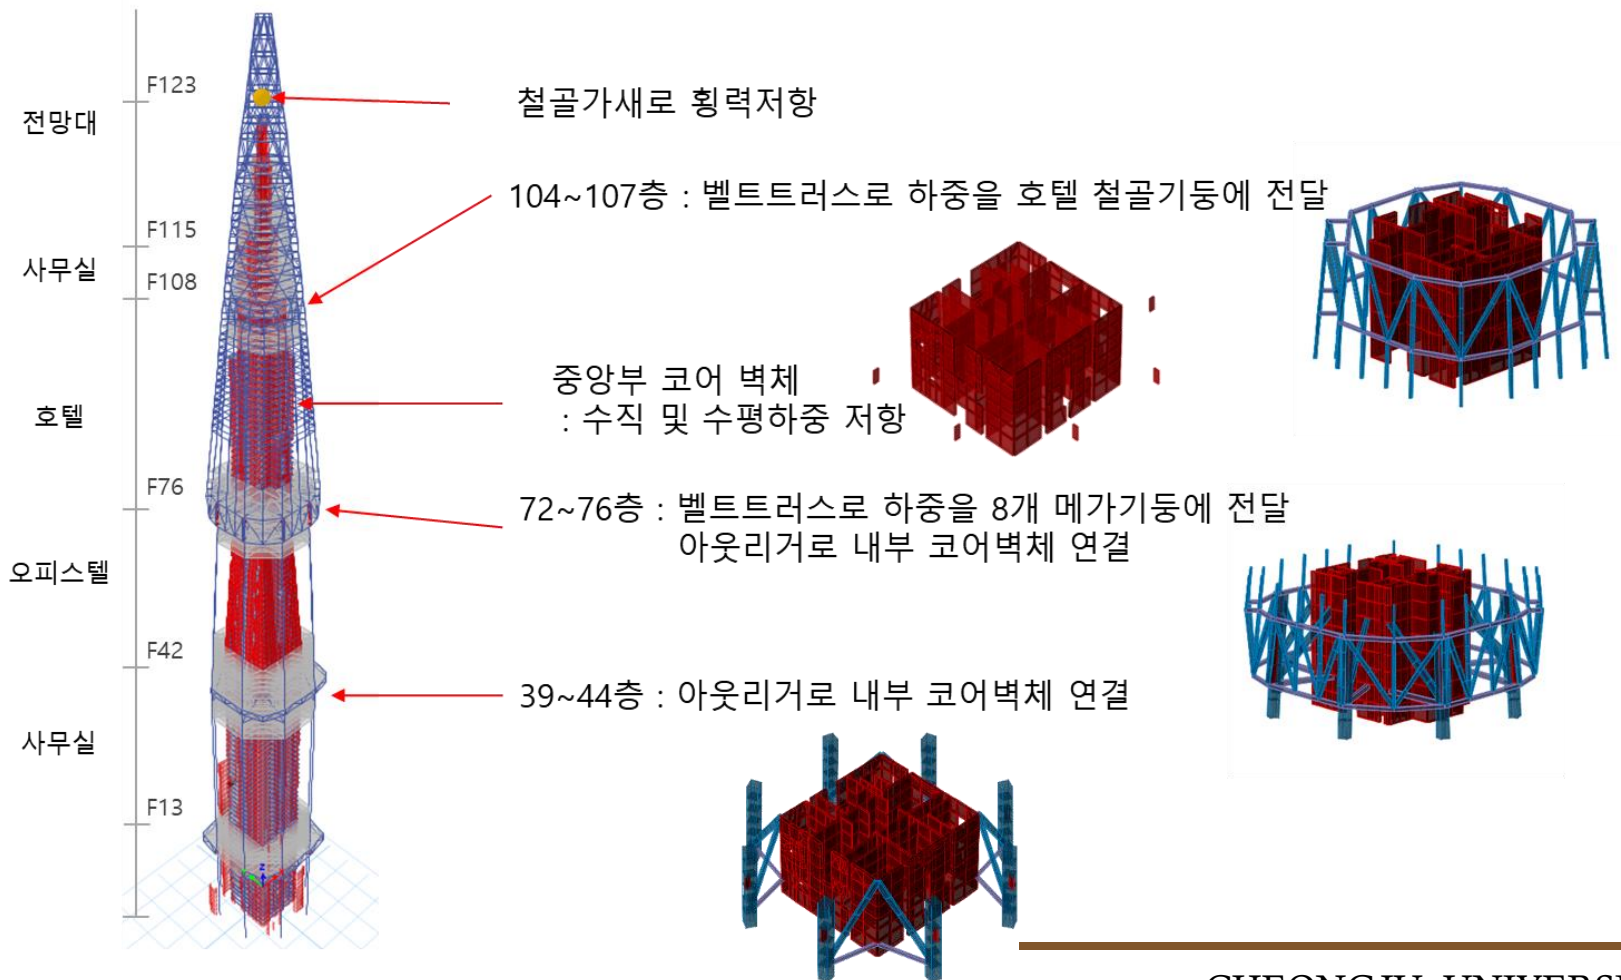 F123
전망대
철골가새로 횡력저항
104~107층 : 벨트트러스로 하중을 호텔 철골기둥에 전달
F115
사무실
F108
중앙부 코어 벽체
: 수직 및 수평하중 저항
호텔
F76
72~76층 : 벨트트러스로 하중을 8개 메가기둥에 전달
아웃리거로 내부 코어벽체 연결
오피스텔
F42
39~44층 : 아웃리거로 내부 코어벽체 연결
사무실
F13
Z
CHEONGJU